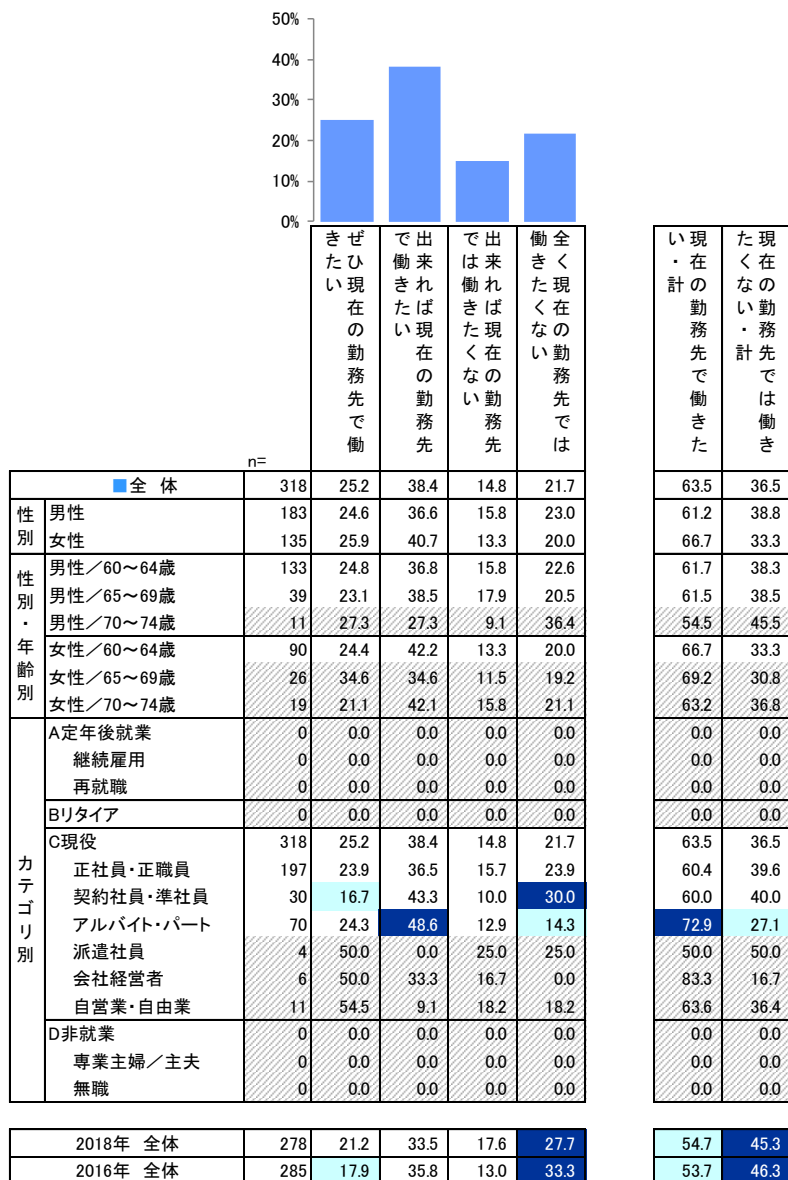 50%
40%
30%
20%
10%
0%
ぜひ現在の勤務先で働きたい
出来れば現在の勤務先で働きたい
出来れば現在の勤務先では働きたくない
全く現在の勤務先では働きたくない
現在の勤務先で働きたい・計
現在の勤務先では働きたくない・計
n=
■全 体 318 25.2 38.4 14.8 21.7 63.5 36.5
性別
男性 183 24.6 36.6 15.8 23.0 61.2 38.8
女性 135 25.9 40.7 13.3 20.0 66.7 33.3
性別・年齢別
男性／60～64歳 133 24.8 36.8 15.8 22.6 61.7 38.3
男性／65～69歳 39 23.1 38.5 17.9 20.5 61.5 38.5
男性／70～74歳 11 27.3 27.3 9.1 36.4 54.5 45.5
女性／60～64歳 90 24.4 42.2 13.3 20.0 66.7 33.3
女性／65～69歳 26 34.6 34.6 11.5 19.2 69.2 30.8
女性／70～74歳 19 21.1 42.1 15.8 21.1 63.2 36.8
カテゴリ別
A定年後就業 0 0.0 0.0 0.0 0.0 0.0 0.0
継続雇用 0 0.0 0.0 0.0 0.0 0.0 0.0
再就職 0 0.0 0.0 0.0 0.0 0.0 0.0
Bリタイア 0 0.0 0.0 0.0 0.0 0.0 0.0
C現役 318 25.2 38.4 14.8 21.7 63.5 36.5
正社員・正職員 197 23.9 36.5 15.7 23.9 60.4 39.6
契約社員・準社員 30 16.7 43.3 10.0 30.0 60.0 40.0
アルバイト・パート 70 24.3 48.6 12.9 14.3 72.9 27.1
派遣社員 4 50.0 0.0 25.0 25.0 50.0 50.0
会社経営者 6 50.0 33.3 16.7 0.0 83.3 16.7
自営業・自由業 11 54.5 9.1 18.2 18.2 63.6 36.4
D非就業 0 0.0 0.0 0.0 0.0 0.0 0.0
専業主婦／主夫 0 0.0 0.0 0.0 0.0 0.0 0.0
無職 0 0.0 0.0 0.0 0.0 0.0 0.0
2018年 全体 278 21.2 33.5 17.6 27.7 54.7 45.3
2016年 全体 285 17.9 35.8 13.0 33.3 53.7 46.3